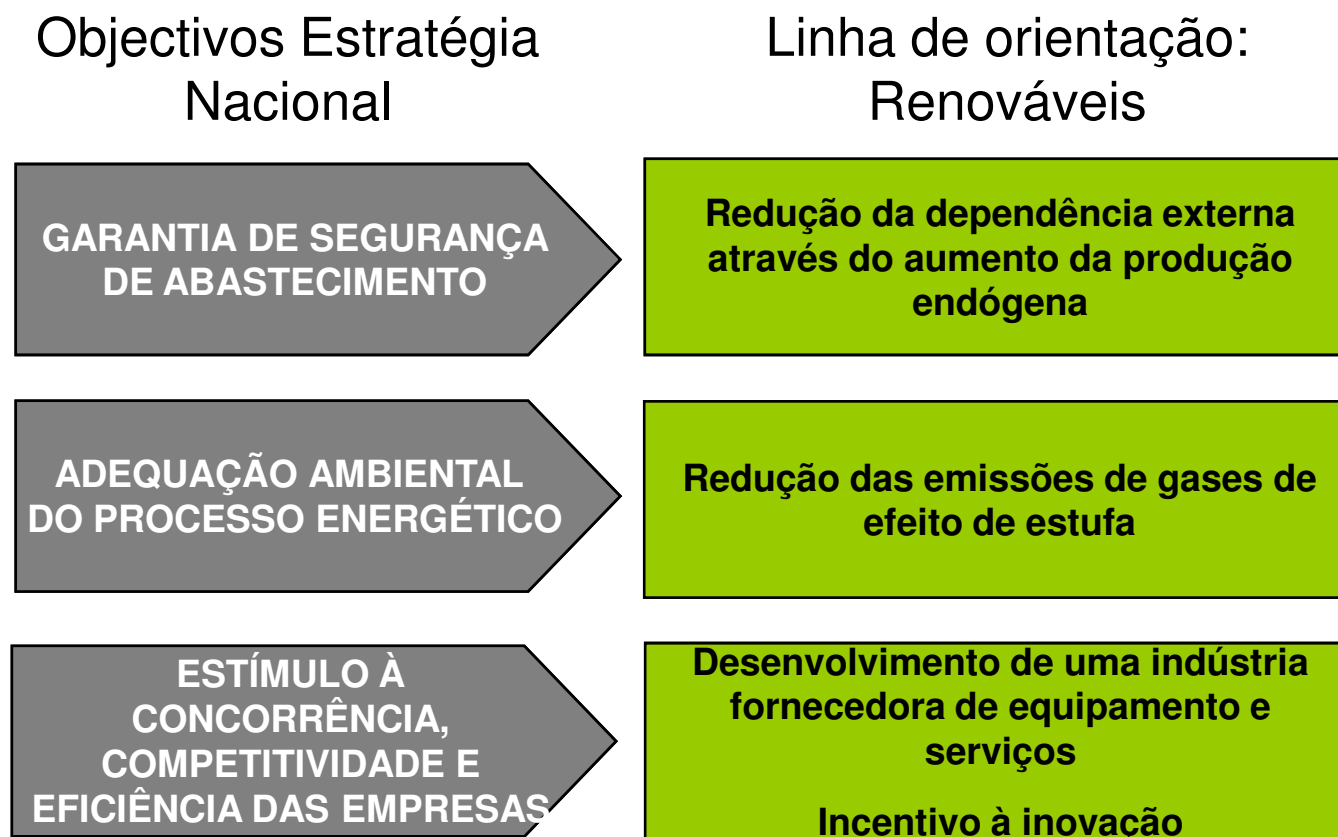 Objectivos Estratégia
Nacional
Linha de orientação:
Renováveis
GARANTIA DE SEGURANÇA
DE ABASTECIMENTO
Redução da dependência externa
através do aumento da produção
endógena
ADEQUAÇÃO AMBIENTAL
DO PROCESSO ENERGÉTICO
Redução das emissões de gases de
efeito de estufa
ESTÍMULO À
CONCORRÊNCIA,
COMPETITIVIDADE E
EFICIÊNCIA DAS EMPRESAS
Desenvolvimento de uma indústria
fornecedora de equipamento e
serviços
Incentivo à inovação